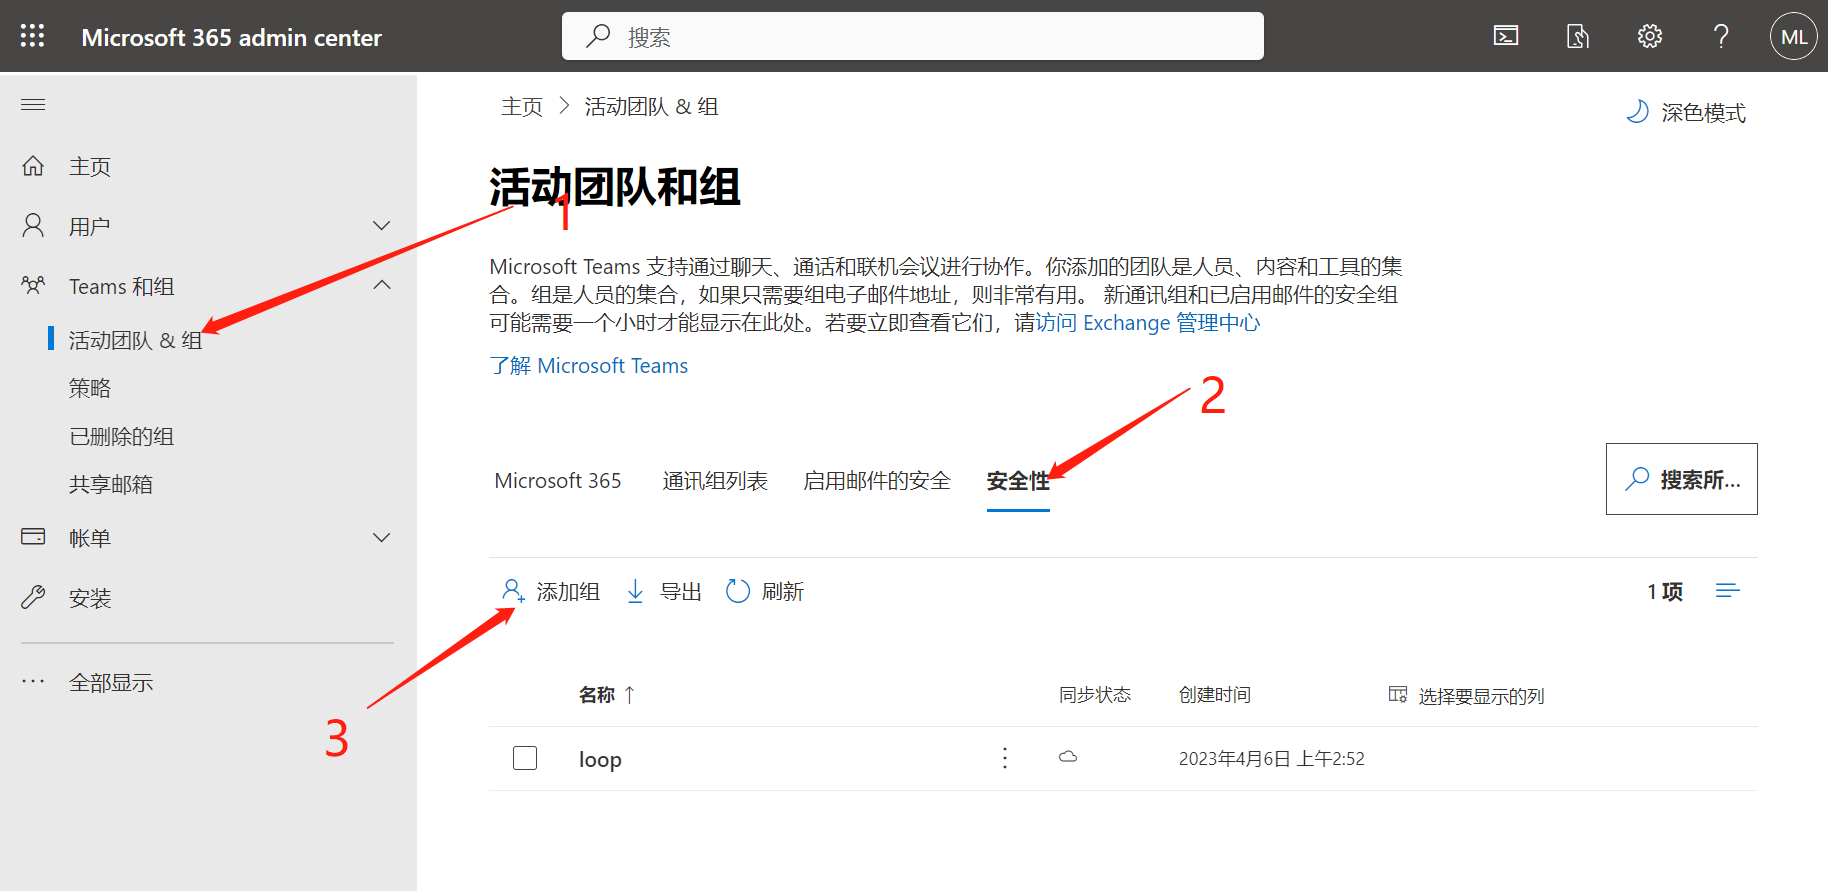 Microsoft 365 admin center
搜索
ML
主页 > 活动团队 & 组
深色模式
主页
用户
Teams 和组
活动团队 & 组
策略
已删除的组
共享邮箱
帐单
安装
全部显示
活动团队和组
1
Microsoft Teams 支持通过聊天、通话和联机会议进行协作。你添加的团队是人员、内容和工具的集
合。组是人员的集合，如果只需要组电子邮件地址，则非常有用。 新通讯组和已启用邮件的安全组
可能需要一个小时才能显示在此处。若要立即查看它们，请访问 Exchange 管理中心
了解 Microsoft Teams
2
Microsoft 365 通讯组列表 启用邮件的安全 安全性
搜索所...
添加组 导出 刷新
1 项
3
名称 ↑ 同步状态 创建时间 选择要显示的列
loop 2023年4月6日 上午2:52